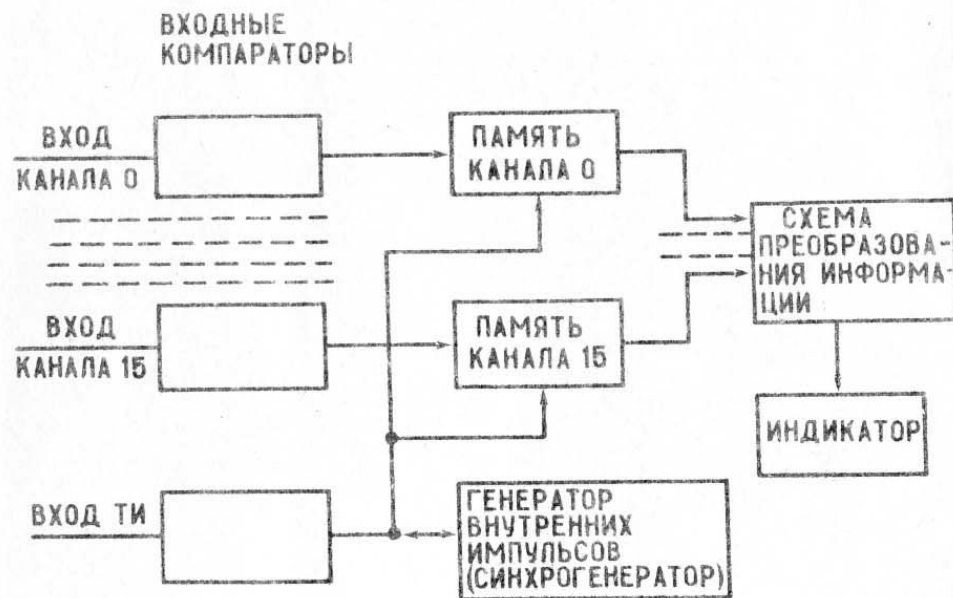 ВХОДНЫЕ
КОМПАРАТОРЫ
ВХОД
КАНАЛА 0
ПАМЯТЬ
КАНАЛА 0
СХЕМА
ПРЕОБРАЗОВА-
НИЯ ИНФОРМА-
ЦИИ
ВХОД
КАНАЛА 15
ПАМЯТЬ
КАНАЛА 15
ИНДИКАТОР
ВХОД ТИ
ГЕНЕРАТОР
ВНУТРЕННИХ
ИМПУЛЬСОВ
(СИНХРОГЕНЕРАТОР)